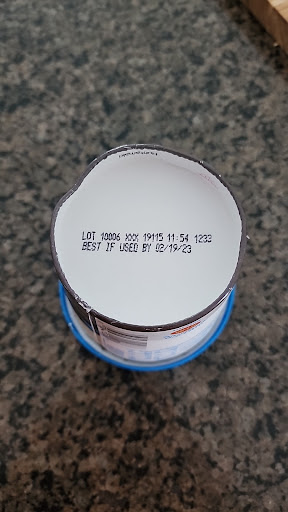 LOT 10006 XXX 19115 11:54 1233
BEST IF USED BY 02/19/23